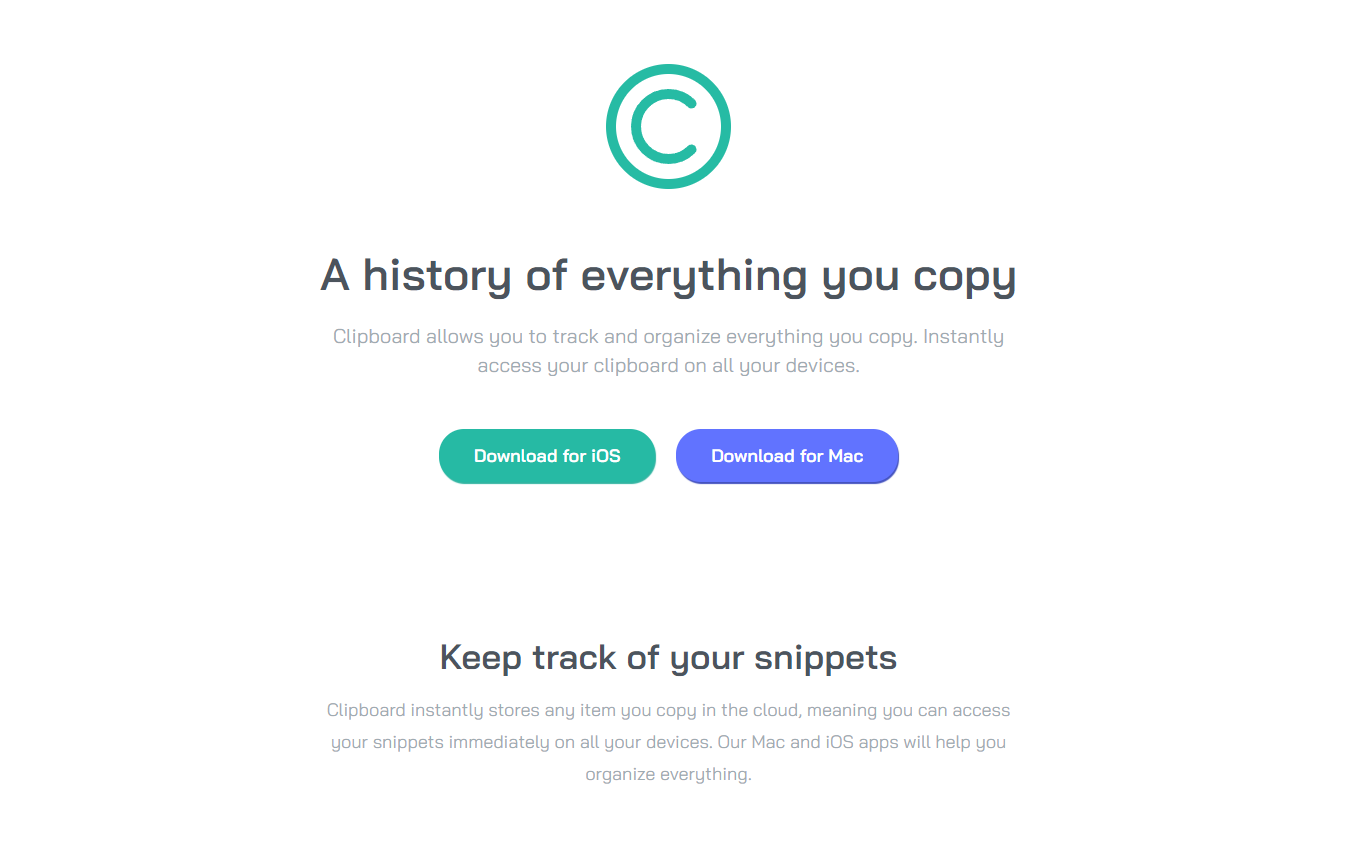 A history of everything you copy
Clipboard allows you to track and organize everything you copy. Instantly
access your clipboard on all your devices.
Download for iOS
Download for Mac
Keep track of your snippets
Clipboard instantly stores any item you copy in the cloud, meaning you can access
your snippets immediately on all your devices. Our Mac and iOS apps will help you
organize everything.